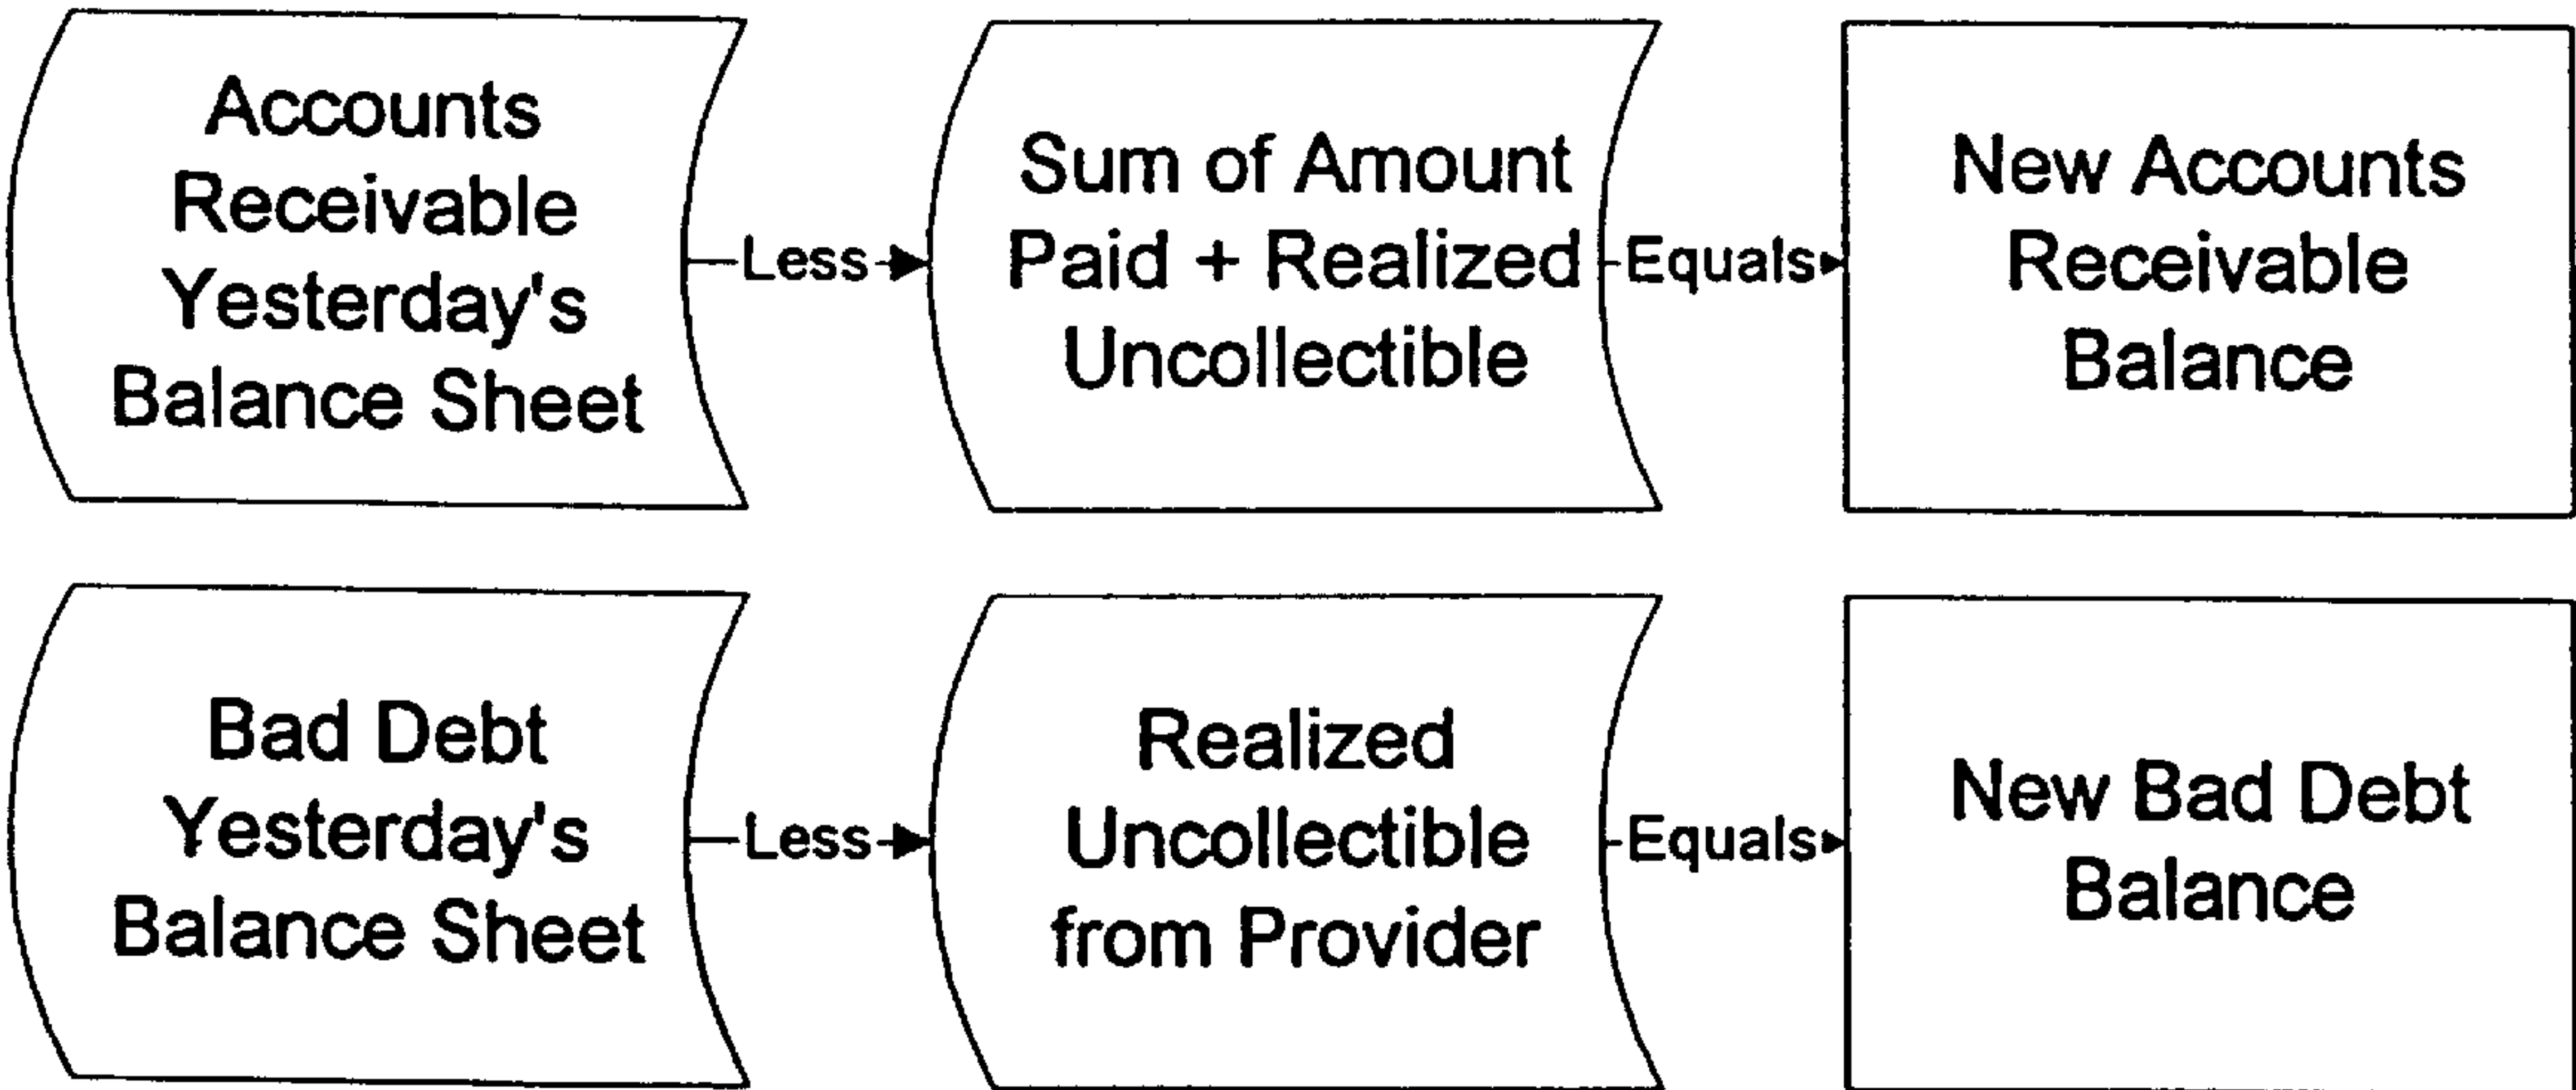 Accounts
Receivable
Yesterday's
Balance Sheet
Less
Sum of Amount
Paid + Realized
Uncollectible
Equals
New Accounts
Receivable
Balance
Bad Debt
Yesterday's
Balance Sheet
Less
Realized
Uncollectible
from Provider
Equals
New Bad Debt
Balance